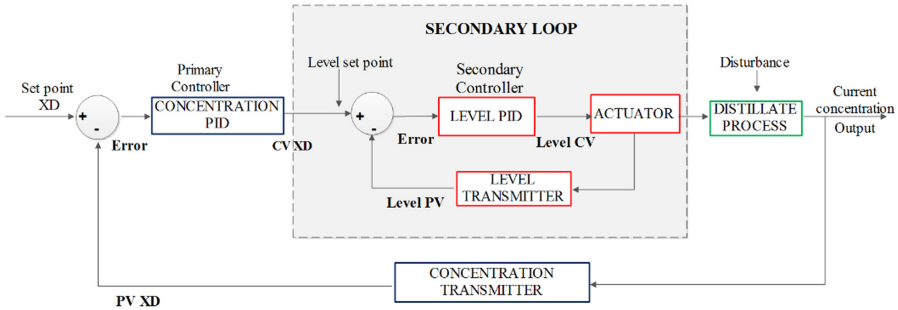 SECONDARY LOOP
Set point
XD
+
-
Error
Primary
Controller
CONCENTRATION
PID
CV XD
Level set point
+
-
Error
Secondary
Controller
LEVEL PID
Level CV
ACTUATOR
LEVEL
TRANSMITTER
Level PV
Disturbance
DISTILLATE
PROCESS
Current
concentration
Output
CONCENTRATION
TRANSMITTER
PV XD